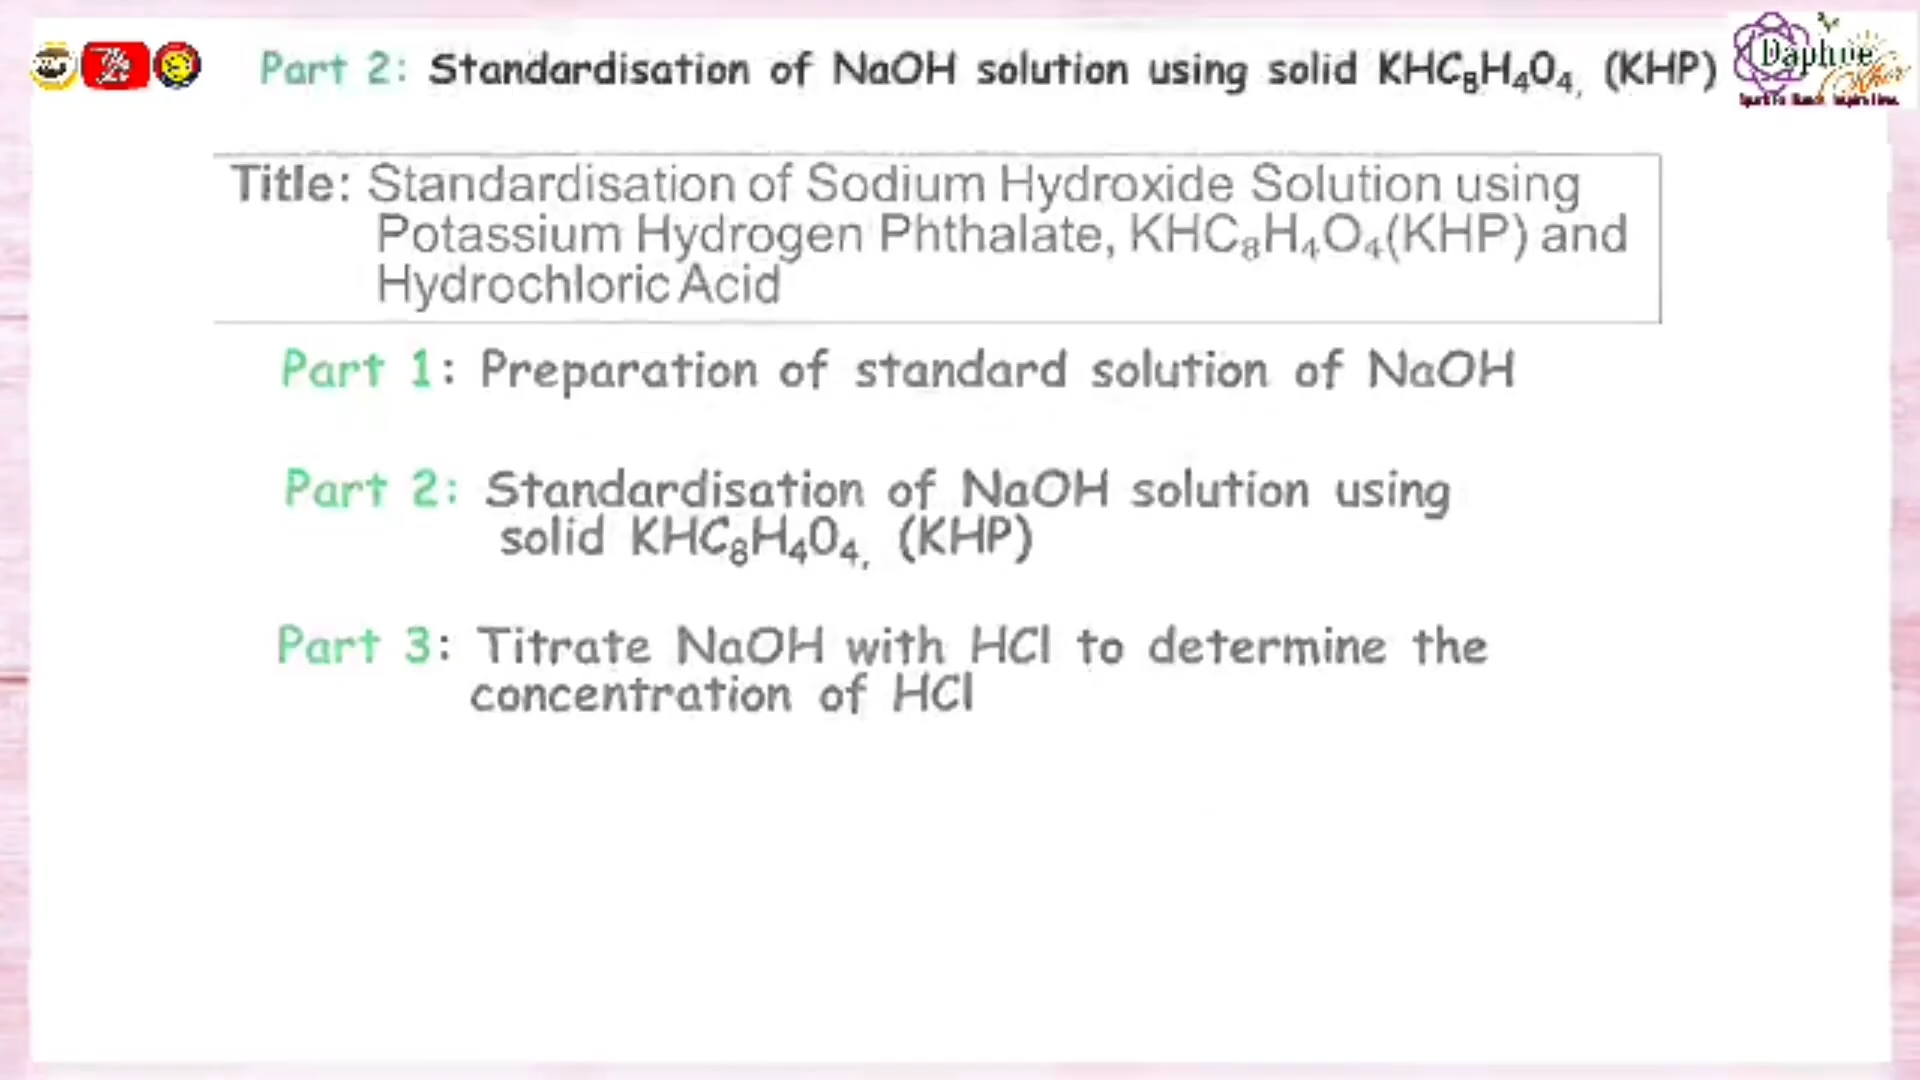 Part 2: Standardisation of NaOH solution using solid KHC₈H₄O₄, (KHP)
Daphne
Title: Standardisation of Sodium Hydroxide Solution using
Potassium Hydrogen Phthalate, KHC₈H₄O₄(KHP) and
Hydrochloric Acid
Part 1: Preparation of standard solution of NaOH
Part 2: Standardisation of NaOH solution using
solid KHC₈H₄O₄, (KHP)
Part 3: Titrate NaOH with HCl to determine the
concentration of HCl